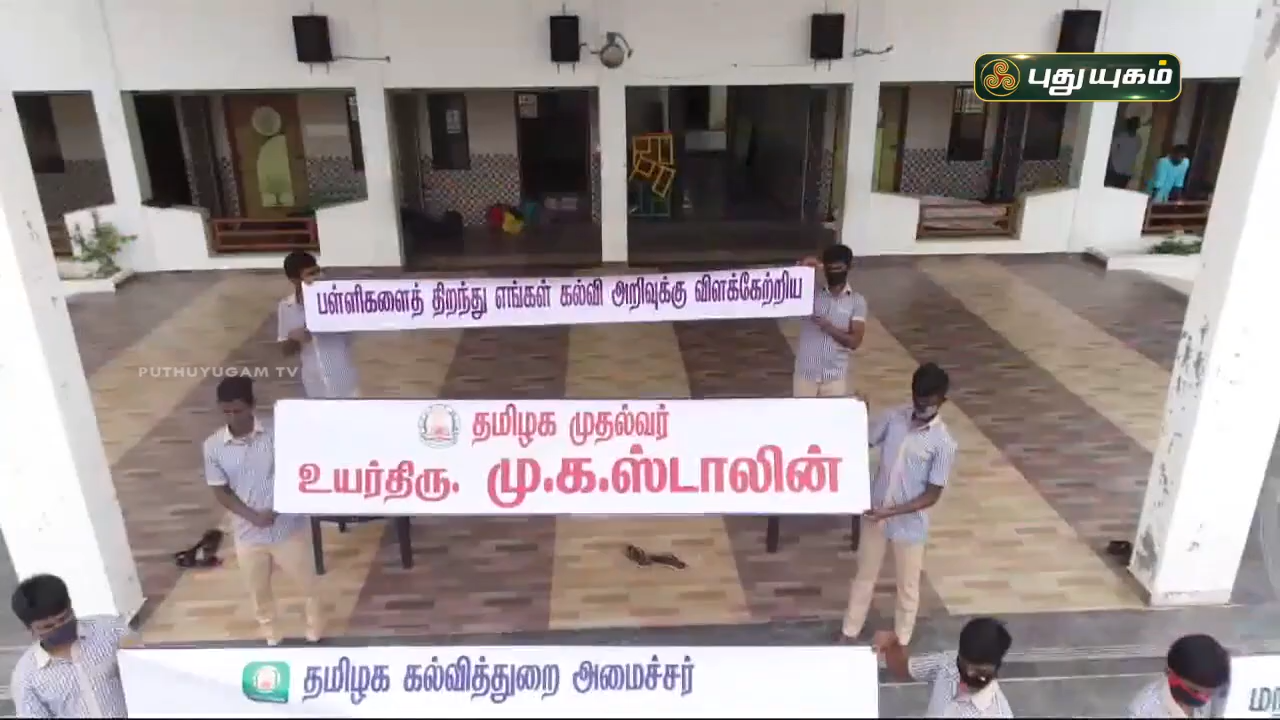 புதுயுகம்
பள்ளிகளைத் திறந்து எங்கள் கல்வி அறிவுக்கு விளக்கேற்றிய
PUTHUYUGAM TV
தமிழக முதல்வர்
உயர்திரு. மு.க.ஸ்டாலின்
தமிழக கல்வித்துறை அமைச்சர்